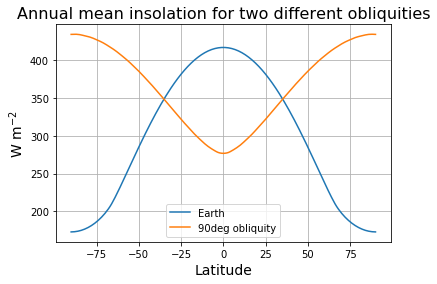 Annual mean insolation for two different obliquities
W m⁻²
400
350
300
250
200
−75
−50
−25
0
25
50
75
Latitude
Earth
90deg obliquity